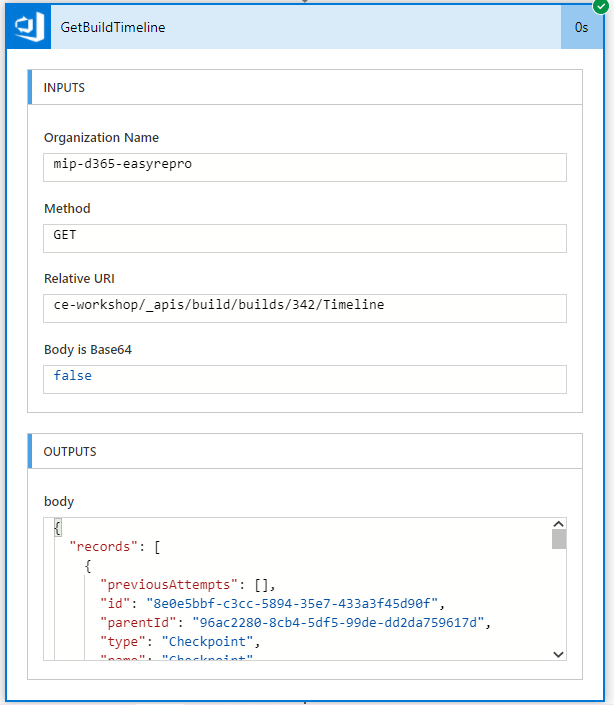 GetBuildTimeline 0s
INPUTS
Organization Name
mip-d365-easyrepro
Method
GET
Relative URI
ce-workshop/_apis/build/builds/342/Timeline
Body is Base64
false
OUTPUTS
body
{
"records": [
{
"previousAttempts": [],
"id": "8e0e5bbf-c3cc-5894-35e7-433a3f45d90f",
"parentId": "96ac2280-8cb4-5df5-99de-dd2da759617d",
"type": "Checkpoint",
"name": "Checkpoint"